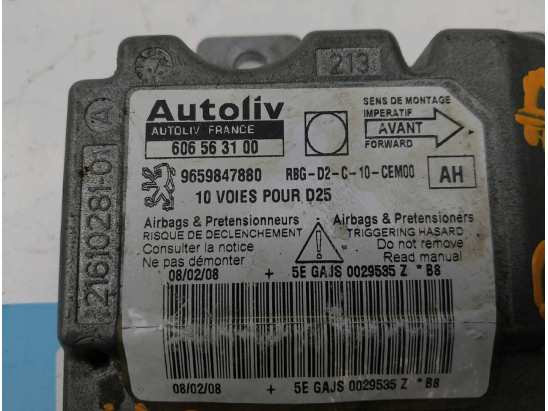 213
Autoliv
AUTOLIV FRANCE
606 56 31 00
SENS DE MONTAGE
IMPERATIF
AVANT
FORWARD
9659847880 RBG-D2-C-10-CEM00 AH
10 VOIES POUR D25
Airbags & Pretensionneurs
RISQUE DE DECLENCHEMENT
Consulter la notice
Ne pas démonter
Airbags & Pretensioners
TRIGGERING HASARD
Do not remove
Read manual
08/02/08 + 5E GAJS 0029535 Z *B8
08/02/08 + 5E GAJS 0029535 Z *B8
21610281-01 A